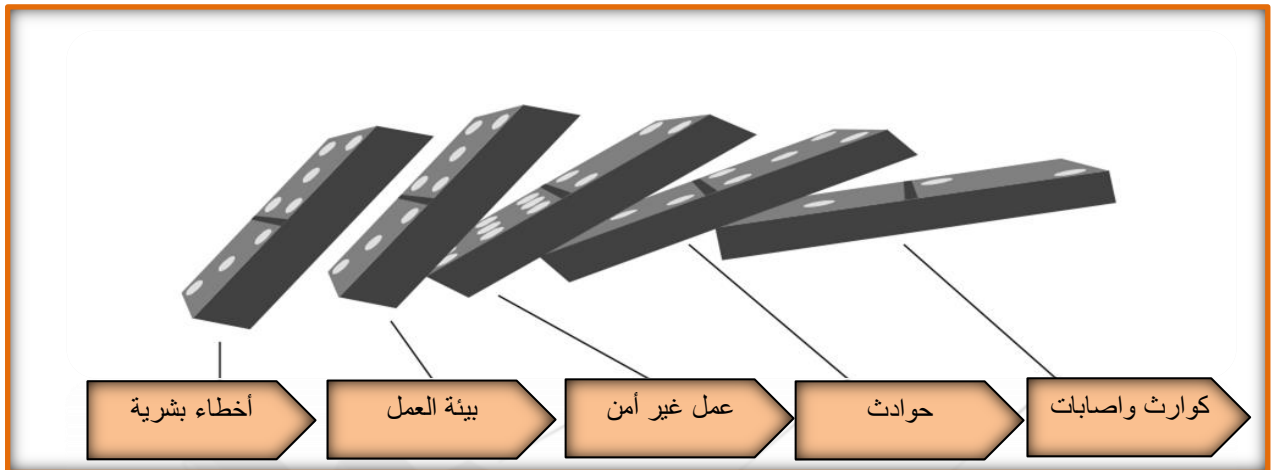 أخطاء بشرية
بيئة العمل
عمل غير أمن
حوادث
كوارث واصابات